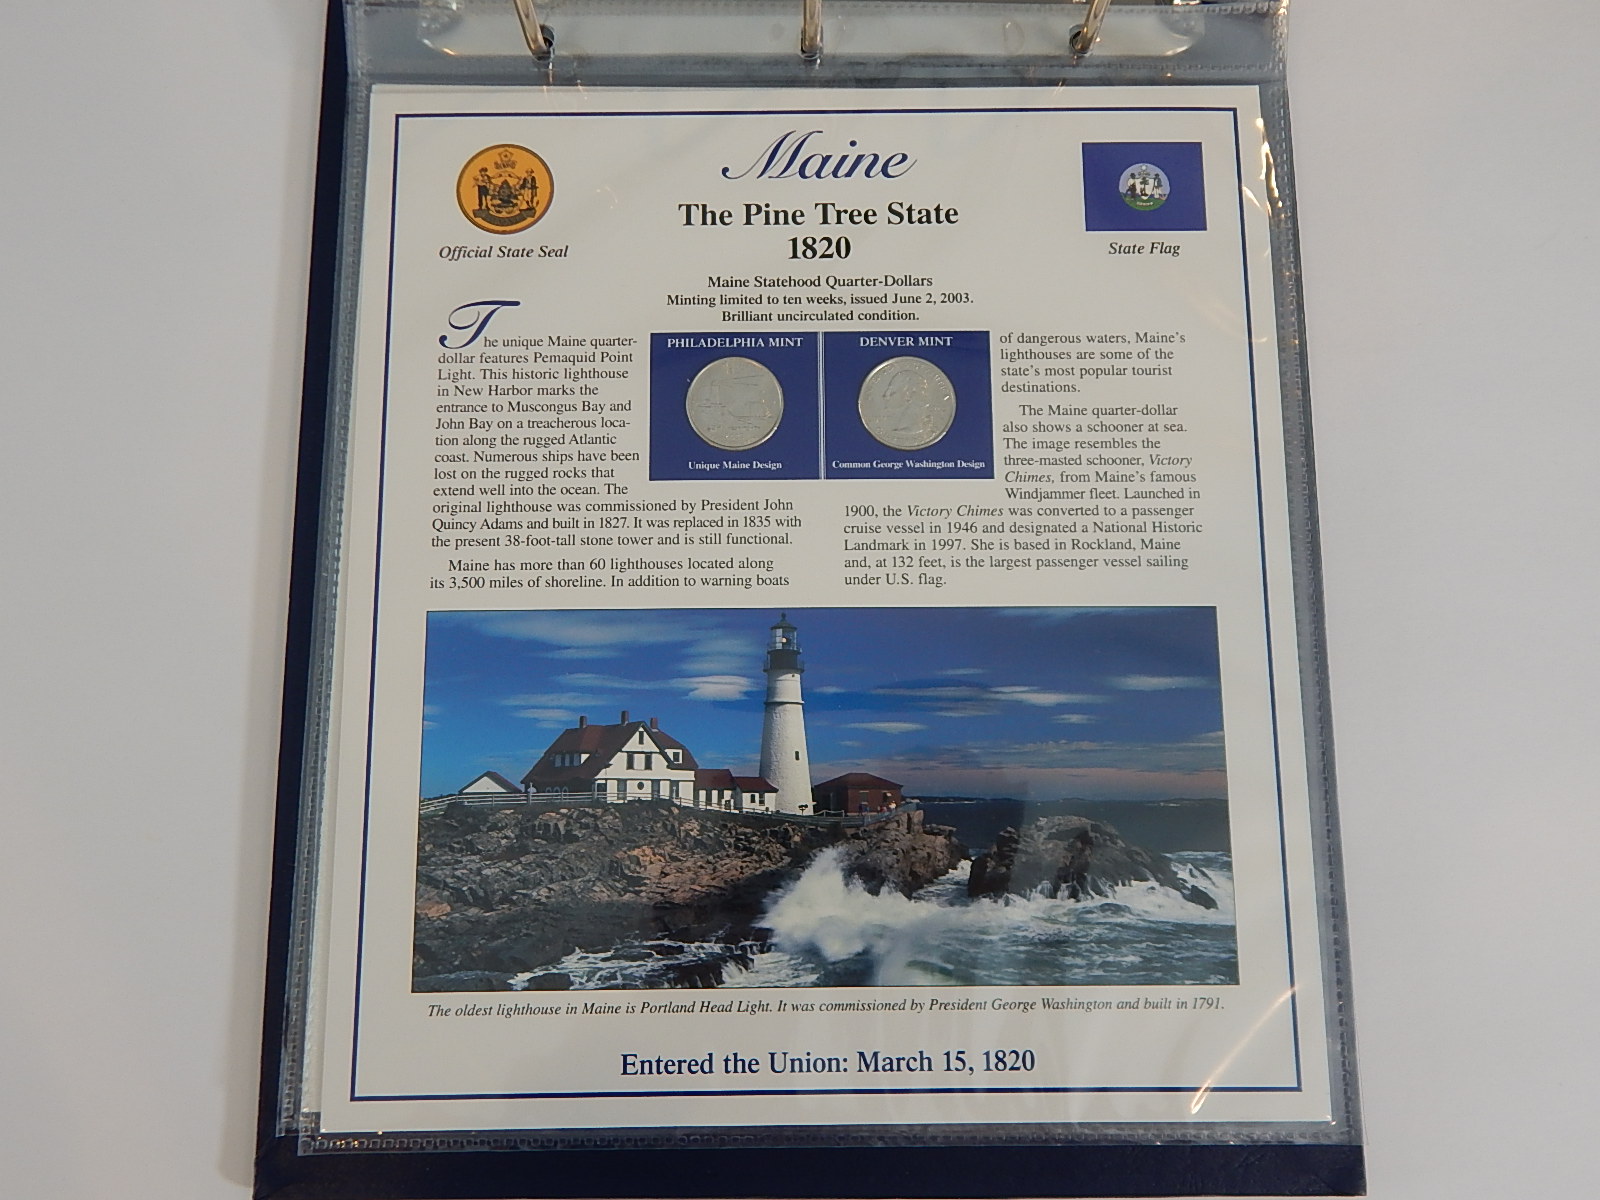 Maine
The Pine Tree State
1820
Official State Seal
State Flag
Maine Statehood Quarter-Dollars
Minting limited to ten weeks, issued June 2, 2003.
Brilliant uncirculated condition.
The unique Maine quarter-
dollar features Pemaquid Point
Light. This historic lighthouse
in New Harbor marks the
entrance to Muscongus Bay and
John Bay on a treacherous loca-
tion along the rugged Atlantic
coast. Numerous ships have been
lost on the rugged rocks that
extend well into the ocean. The
original lighthouse was commissioned by President John
Quincy Adams and built in 1827. It was replaced in 1835 with
the present 38-foot-tall stone tower and is still functional.
Maine has more than 60 lighthouses located along
its 3,500 miles of shoreline. In addition to warning boats
PHILADELPHIA MINT
Unique Maine Design
DENVER MINT
Common George Washington Design
of dangerous waters, Maine's
lighthouses are some of the
state's most popular tourist
destinations.
The Maine quarter-dollar
also shows a schooner at sea.
The image resembles the
three-masted schooner, Victory
Chimes, from Maine's famous
Windjammer fleet. Launched in
1900, the Victory Chimes was converted to a passenger
cruise vessel in 1946 and designated a National Historic
Landmark in 1997. She is based in Rockland, Maine
and, at 132 feet, is the largest passenger vessel sailing
under U.S. flag.
The oldest lighthouse in Maine is Portland Head Light. It was commissioned by President George Washington and built in 1791.
Entered the Union: March 15, 1820